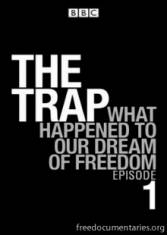 BBC
THE
TRAP WHAT
HAPPENED TO
OUR DREAM
OF FREEDOM
EPISODE
1
freedocumentaries.org